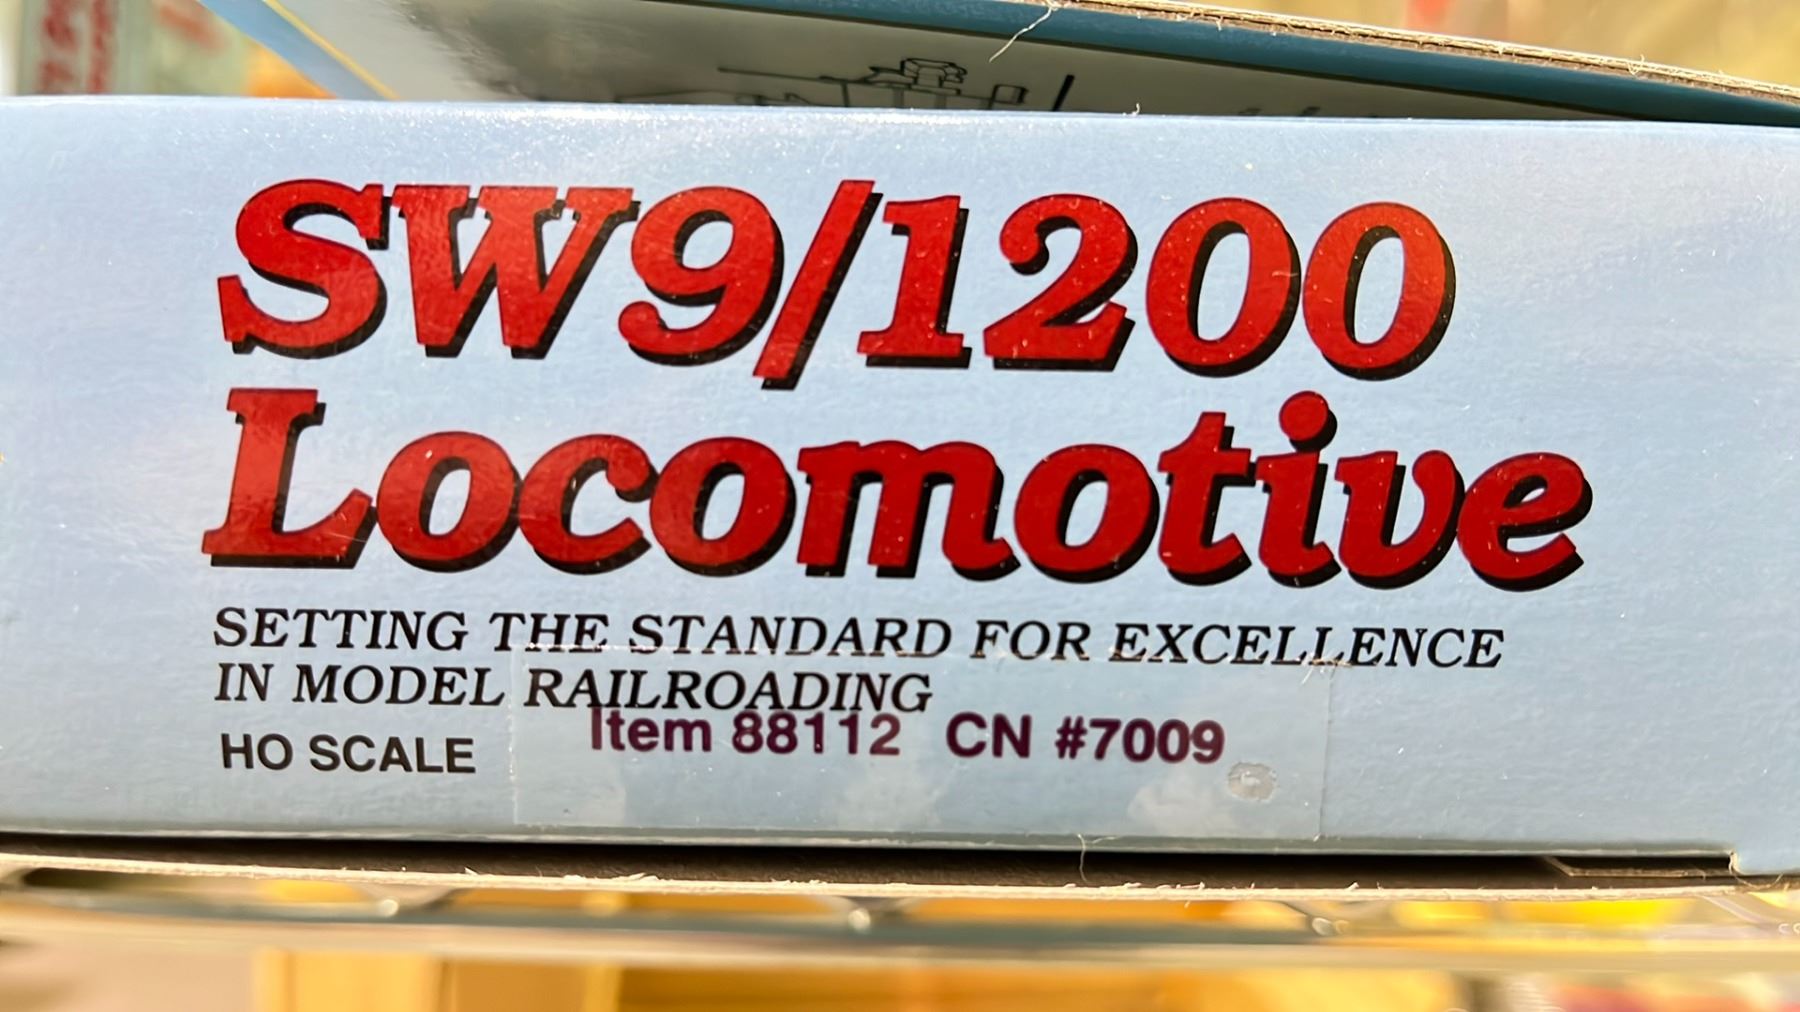 SW9/1200
Locomotive
SETTING THE STANDARD FOR EXCELLENCE
IN MODEL RAILROADING
HO SCALE Item 88112 CN #7009